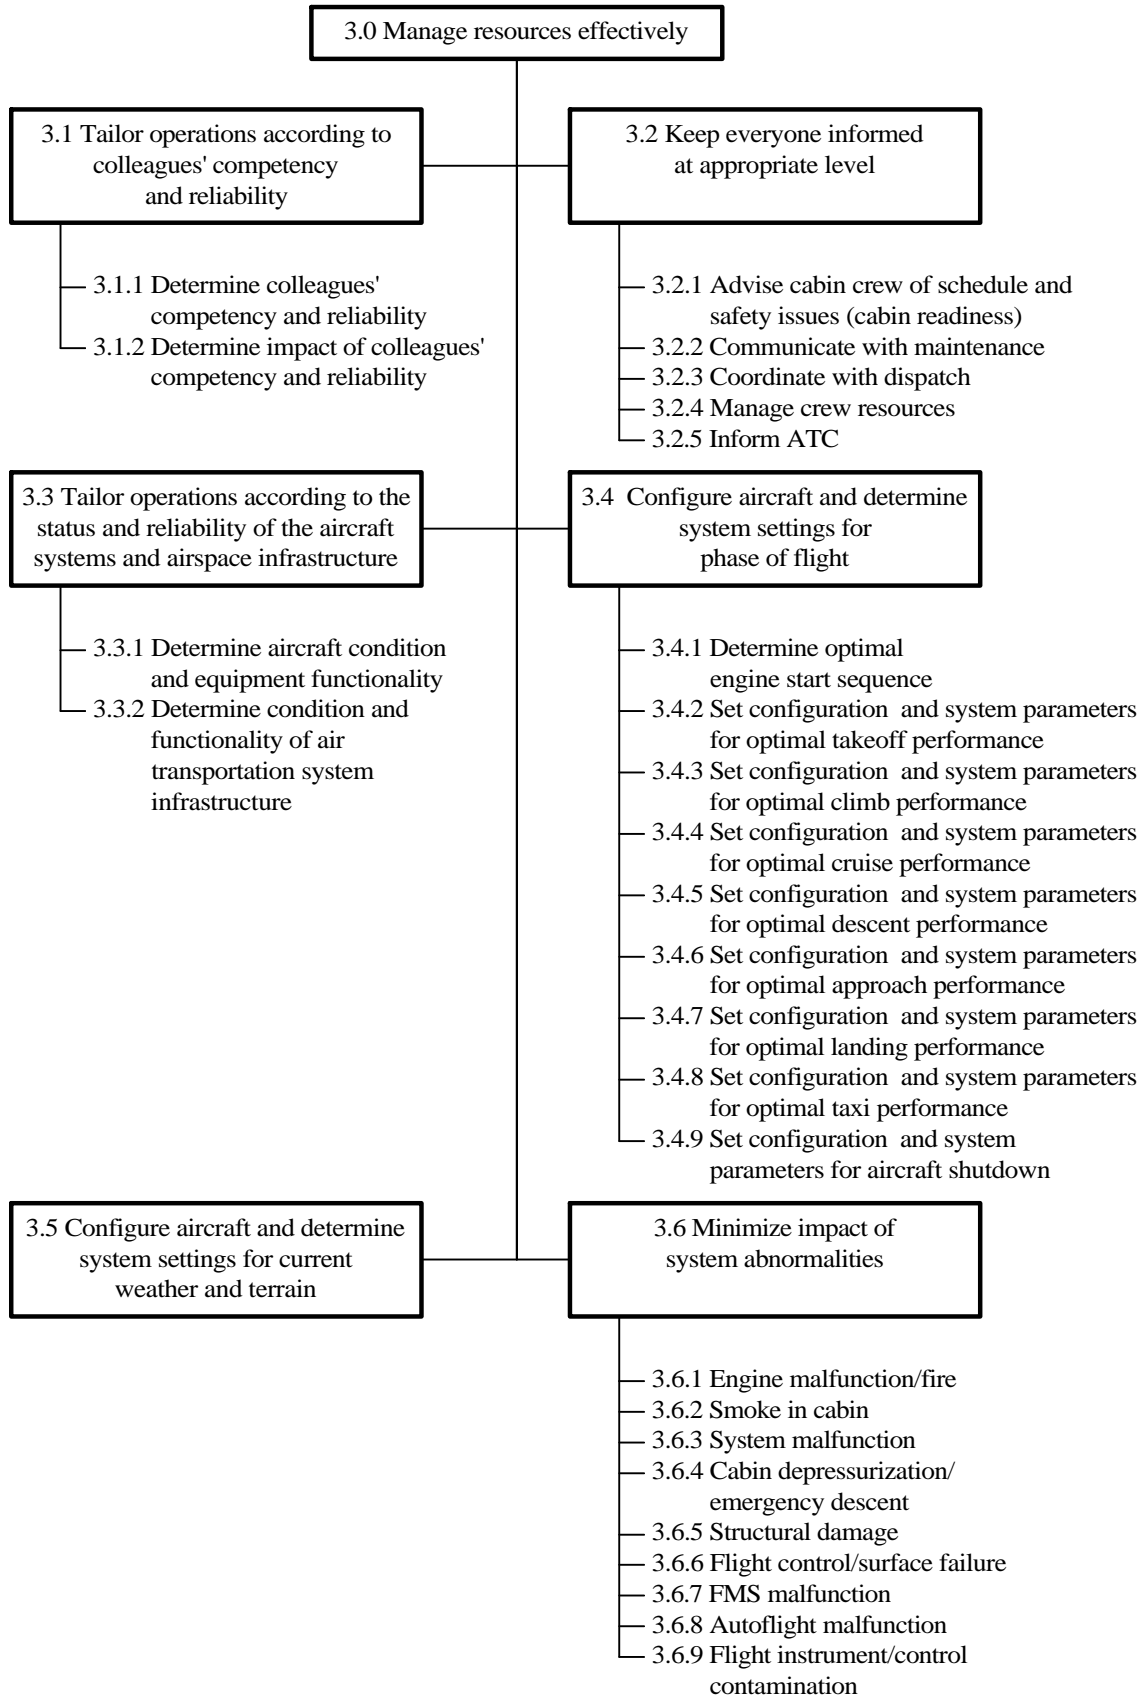 3.0 Manage resources effectively
3.1 Tailor operations according to
colleagues' competency
and reliability
3.2 Keep everyone informed
at appropriate level
3.1.1 Determine colleagues'
competency and reliability
3.1.2 Determine impact of colleagues'
competency and reliability
3.2.1 Advise cabin crew of schedule and
safety issues (cabin readiness)
3.2.2 Communicate with maintenance
3.2.3 Coordinate with dispatch
3.2.4 Manage crew resources
3.2.5 Inform ATC
3.3 Tailor operations according to the
status and reliability of the aircraft
systems and airspace infrastructure
3.4 Configure aircraft and determine
system settings for
phase of flight
3.3.1 Determine aircraft condition
and equipment functionality
3.3.2 Determine condition and
functionality of air
transportation system
infrastructure
3.4.1 Determine optimal
engine start sequence
3.4.2 Set configuration and system parameters
for optimal takeoff performance
3.4.3 Set configuration and system parameters
for optimal climb performance
3.4.4 Set configuration and system parameters
for optimal cruise performance
3.4.5 Set configuration and system parameters
for optimal descent performance
3.4.6 Set configuration and system parameters
for optimal approach performance
3.4.7 Set configuration and system parameters
for optimal landing performance
3.4.8 Set configuration and system parameters
for optimal taxi performance
3.4.9 Set configuration and system
parameters for aircraft shutdown
3.5 Configure aircraft and determine
system settings for current
weather and terrain
3.6 Minimize impact of
system abnormalities
3.6.1 Engine malfunction/fire
3.6.2 Smoke in cabin
3.6.3 System malfunction
3.6.4 Cabin depressurization/
emergency descent
3.6.5 Structural damage
3.6.6 Flight control/surface failure
3.6.7 FMS malfunction
3.6.8 Autoflight malfunction
3.6.9 Flight instrument/control
contamination